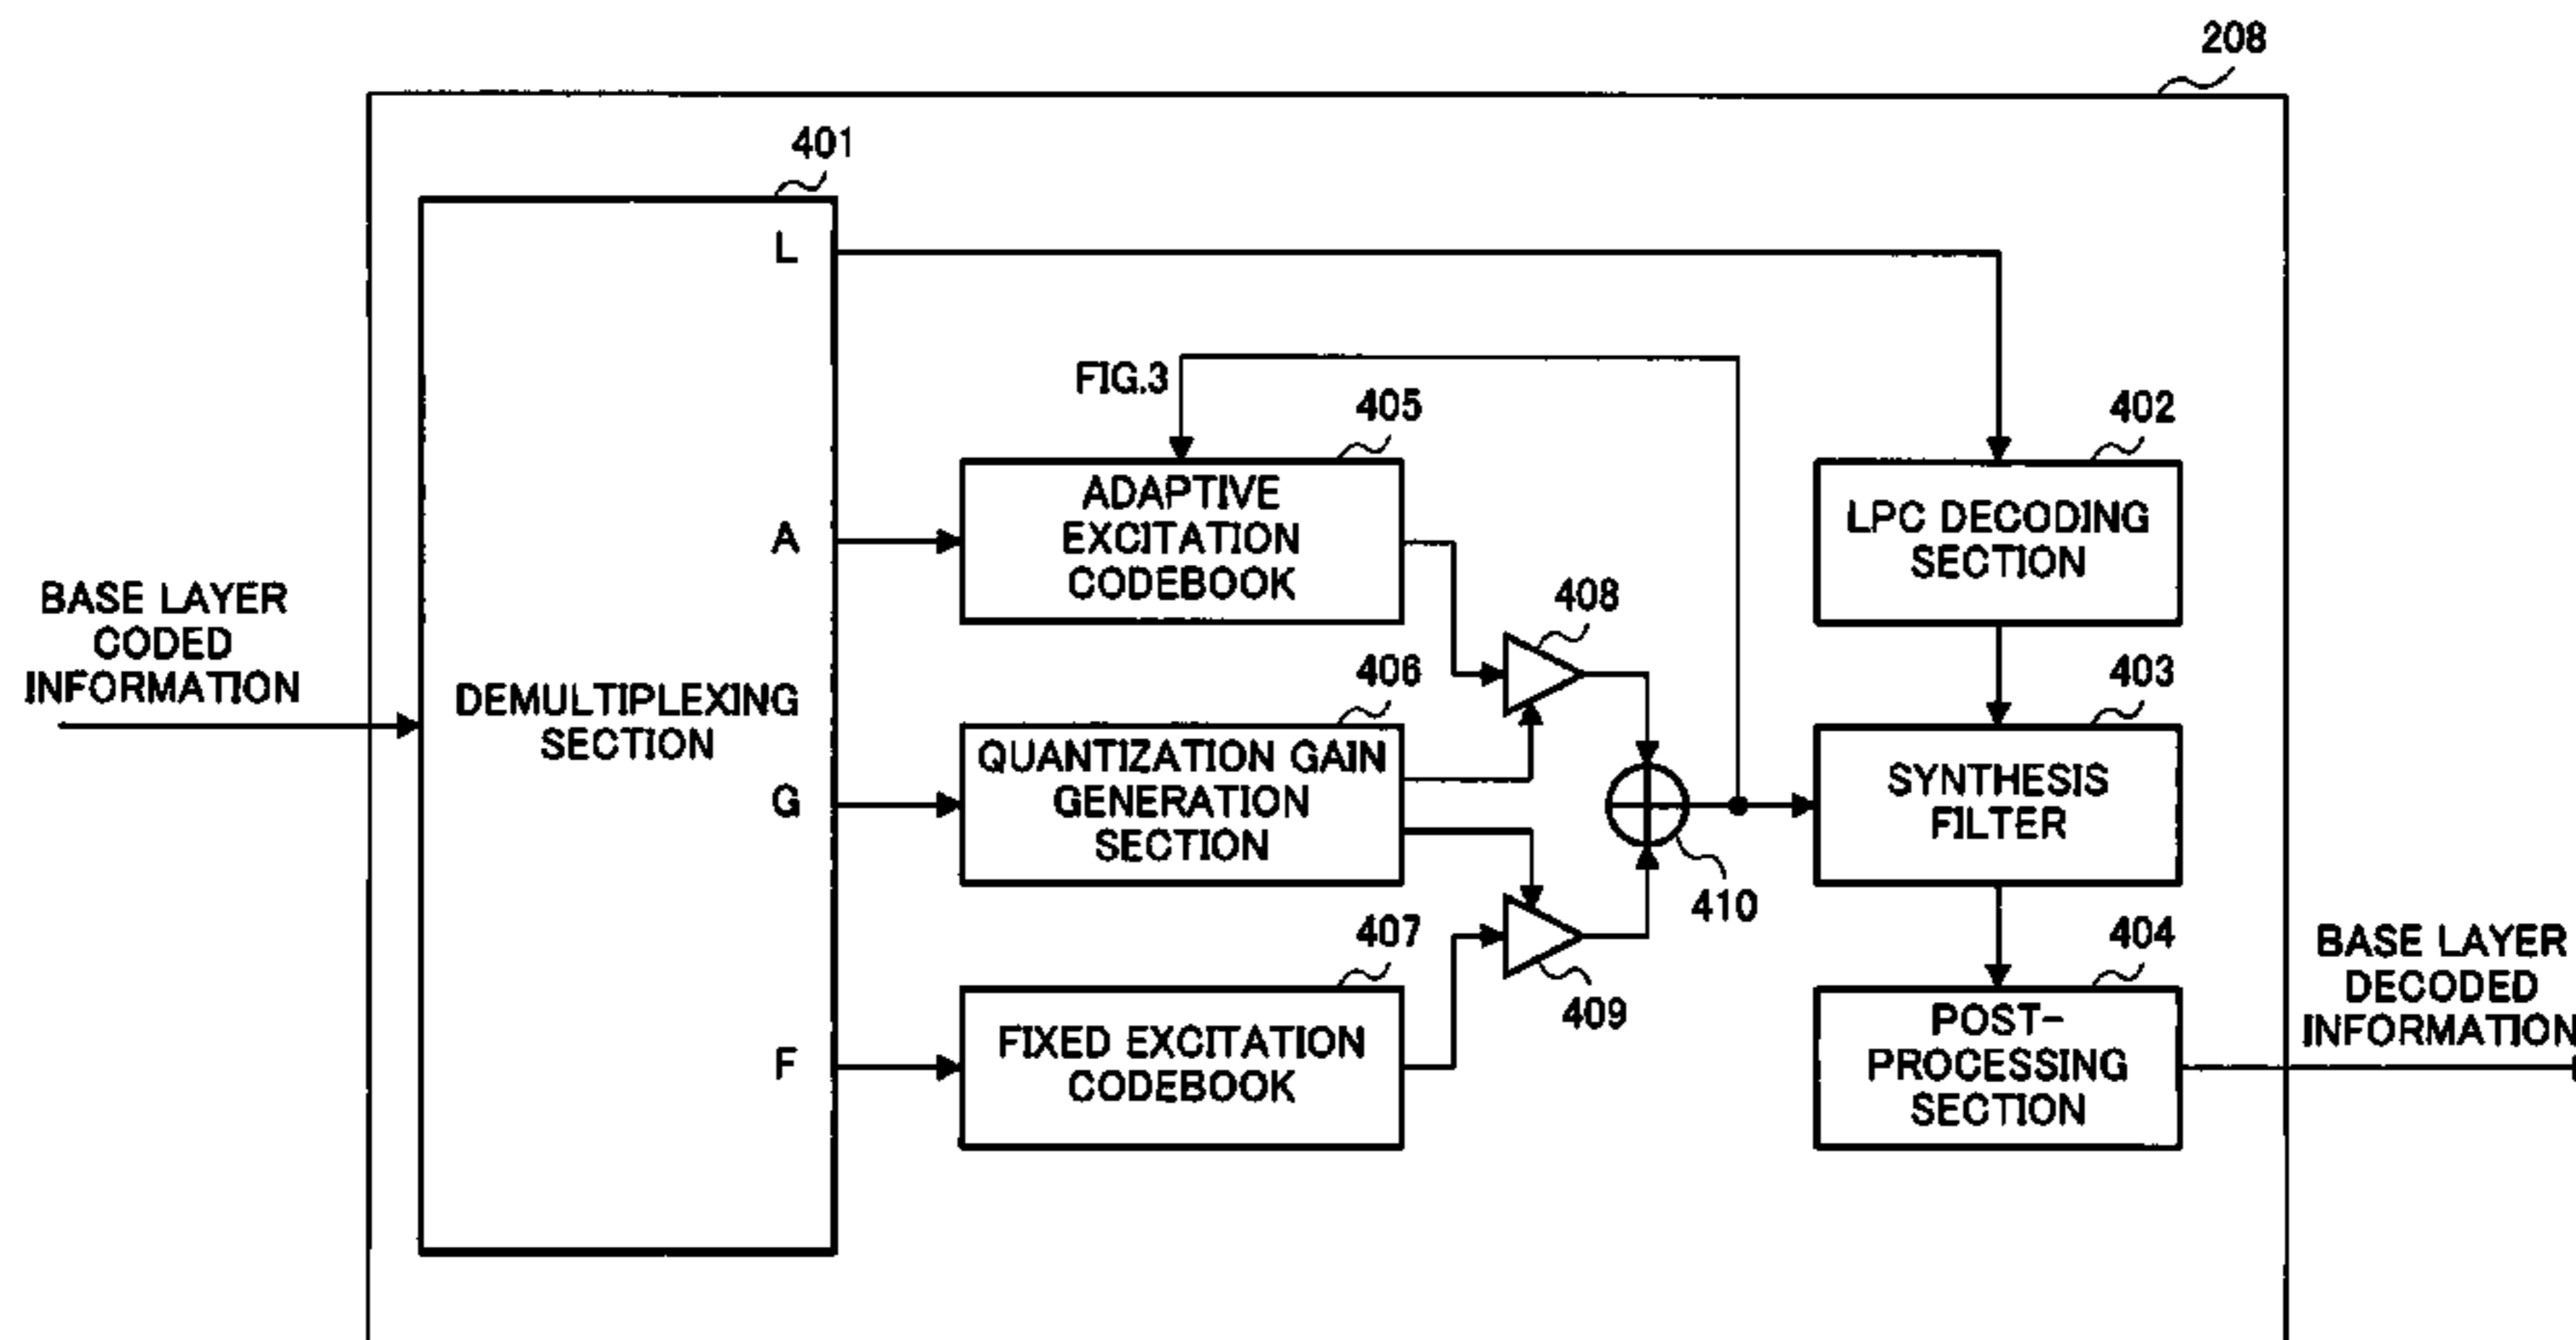 208
401
L
FIG.3
405
402
ADAPTIVE
EXCITATION
CODEBOOK
LPC DECODING
SECTION
A
BASE LAYER
CODED
INFORMATION
408
406
403
DEMULTIPLEXING
SECTION
QUANTIZATION GAIN
GENERATION
SECTION
SYNTHESIS
FILTER
G
410
407
404
BASE LAYER
DECODED
INFORMATION
409
FIXED EXCITATION
CODEBOOK
POST-
PROCESSING
SECTION
F